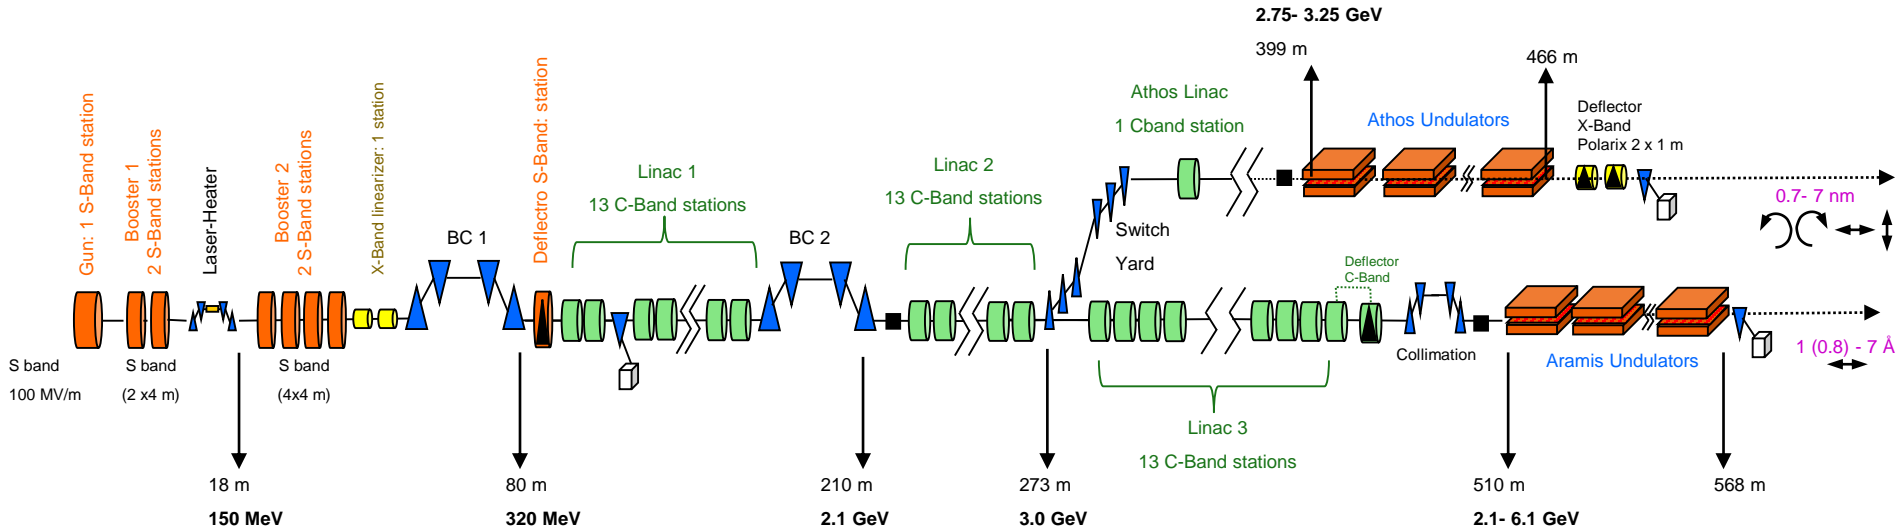 2.75- 3.25 GeV
399 m
466 m
Gun: 1 S-Band station
Booster 1
2 S-Band stations
Laser-Heater
Booster 2
2 S-Band stations
X-Band linearizer: 1 station
BC 1
Deflectro S-Band: station
Linac 1
13 C-Band stations
BC 2
Linac 2
13 C-Band stations
Athos Linac
1 Cband station
Athos Undulators
Deflector
X-Band
Polarix 2 x 1 m
0.7- 7 nm
Switch
Yard
Deflector
C-Band
Collimation
Aramis Undulators
1 (0.8) - 7 Å
S band
100 MV/m
S band
(2 x4 m)
S band
(4x4 m)
Linac 3
13 C-Band stations
18 m
150 MeV
80 m
320 MeV
210 m
2.1 GeV
273 m
3.0 GeV
510 m
2.1- 6.1 GeV
568 m